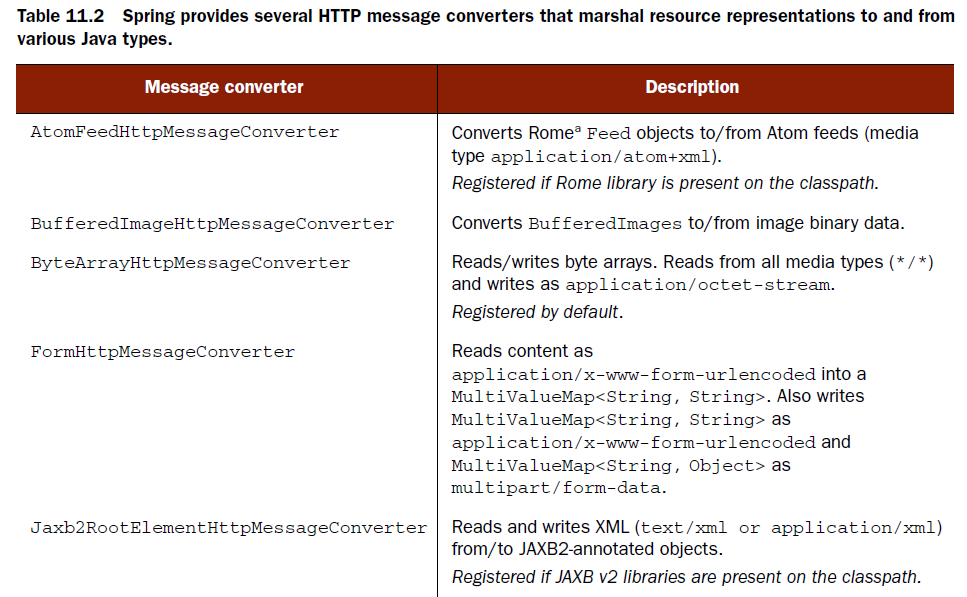 Table 11.2 Spring provides several HTTP message converters that marshal resource representations to and from
various Java types.
Message converter
Description
AtomFeedHttpMessageConverter
Converts Romeª Feed objects to/from Atom feeds (media
type application/atom+xml).
Registered if Rome library is present on the classpath.
BufferedImageHttpMessageConverter
Converts BufferedImages to/from image binary data.
ByteArrayHttpMessageConverter
Reads/writes byte arrays. Reads from all media types (*/*)
and writes as application/octet-stream.
Registered by default.
FormHttpMessageConverter
Reads content as
application/x-www-form-urlencoded into a
MultiValueMap<String, String>. Also writes
MultiValueMap<String, String> as
application/x-www-form-urlencoded and
MultiValueMap<String, Object> as
multipart/form-data.
Jaxb2RootElementHttpMessageConverter
Reads and writes XML (text/xml or application/xml)
from/to JAXB2-annotated objects.
Registered if JAXB v2 libraries are present on the classpath.